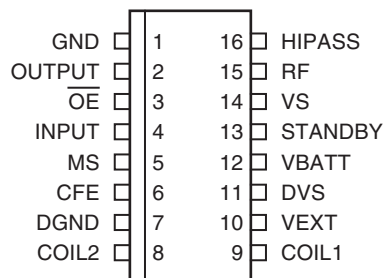 GND 1 16 HIPASS
OUTPUT 2 15 RF
O̅E̅ 3 14 VS
INPUT 4 13 STANDBY
MS 5 12 VBATT
CFE 6 11 DVS
DGND 7 10 VEXT
COIL2 8 9 COIL1